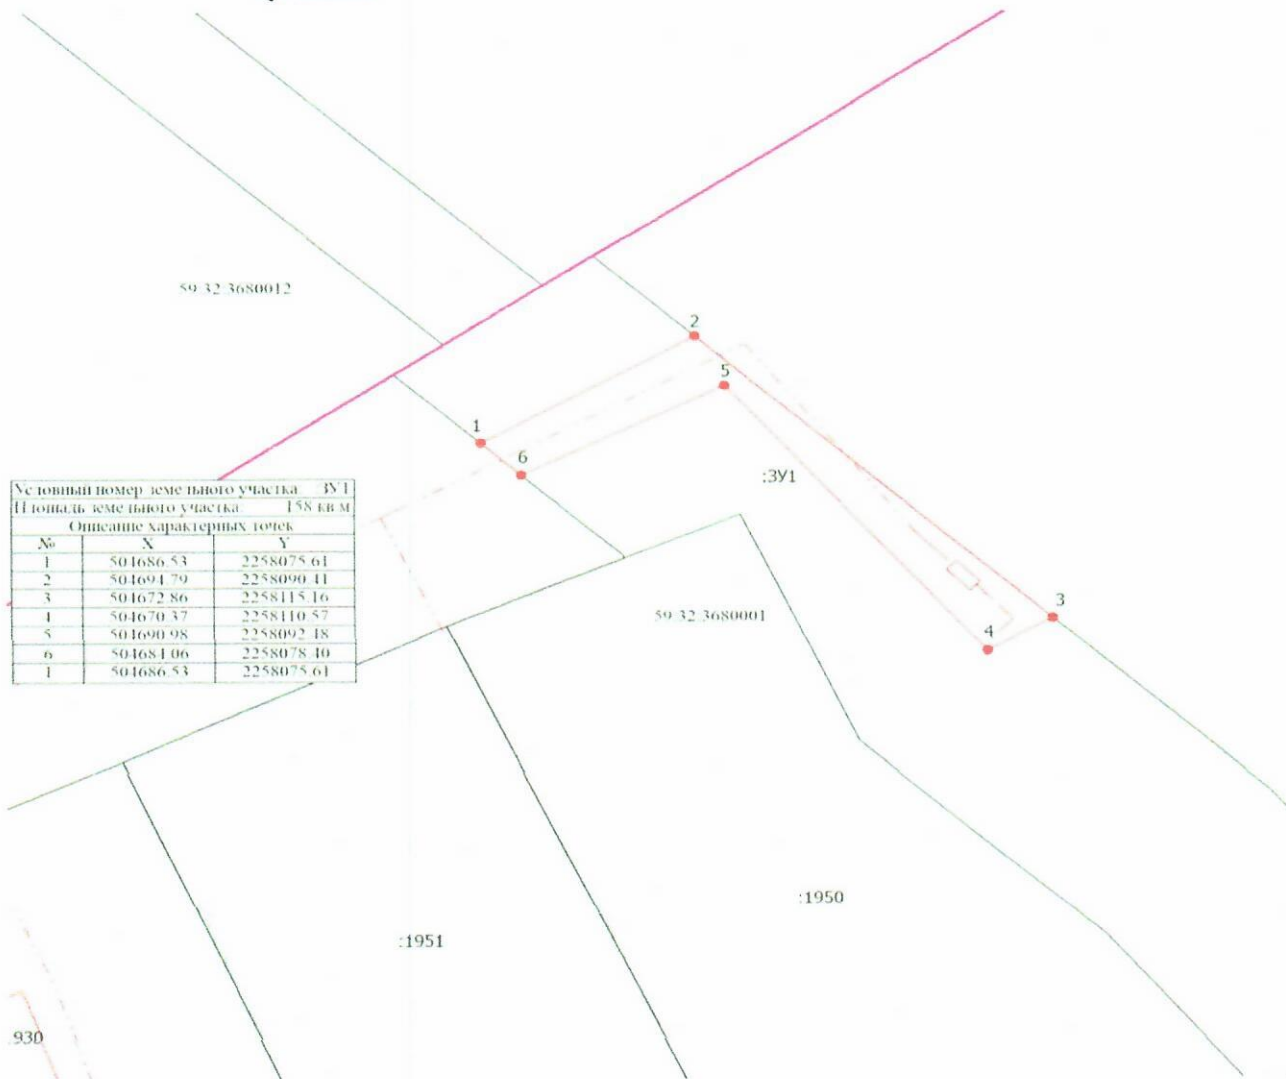 59:32:3680012
2
5
1
6
:ЗУ1
Условный номер земельного участка :ЗУ1
Площадь земельного участка: 158 кв м
Описание характерных точек
№ X Y
1 504686.53 2258075.61
2 504694.79 2258090.41
3 504672.86 2258115.16
4 504670.37 2258110.57
5 504690.98 2258092.48
6 504684.06 2258078.40
1 504686.53 2258075.61
59:32:3680001
3
4
:1950
:1951
930